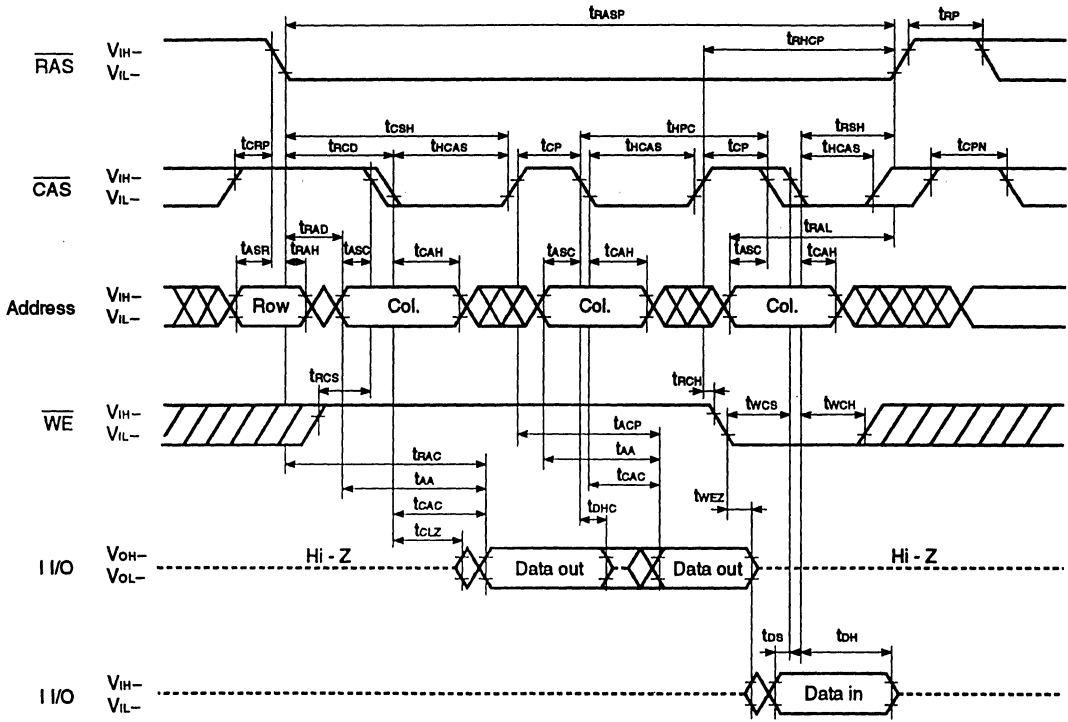 tRASP
tRP
tRHCP
RAS
VIH–
VIL–
tCSH
tHPC
tRSH
tCRP
tRCD
tHCAS
tCP
tHCAS
tCP
tHCAS
tCPN
CAS
VIH–
VIL–
tRAD
tRAL
tASR
tRAH
tASC
tCAH
tASC
tCAH
tASC
tCAH
Address
VIH–
VIL–
Row
Col.
Col.
Col.
tRCS
tRCH
WE
VIH–
VIL–
tWCS
tWCH
tACP
tRAC
tAA
tAA
tCAC
tCAC
tWEZ
tDHC
tCLZ
I I/O
VOH–
VOL–
Hi - Z
Data out
Data out
Hi - Z
tDS
tDH
I I/O
VIH–
VIL–
Data in